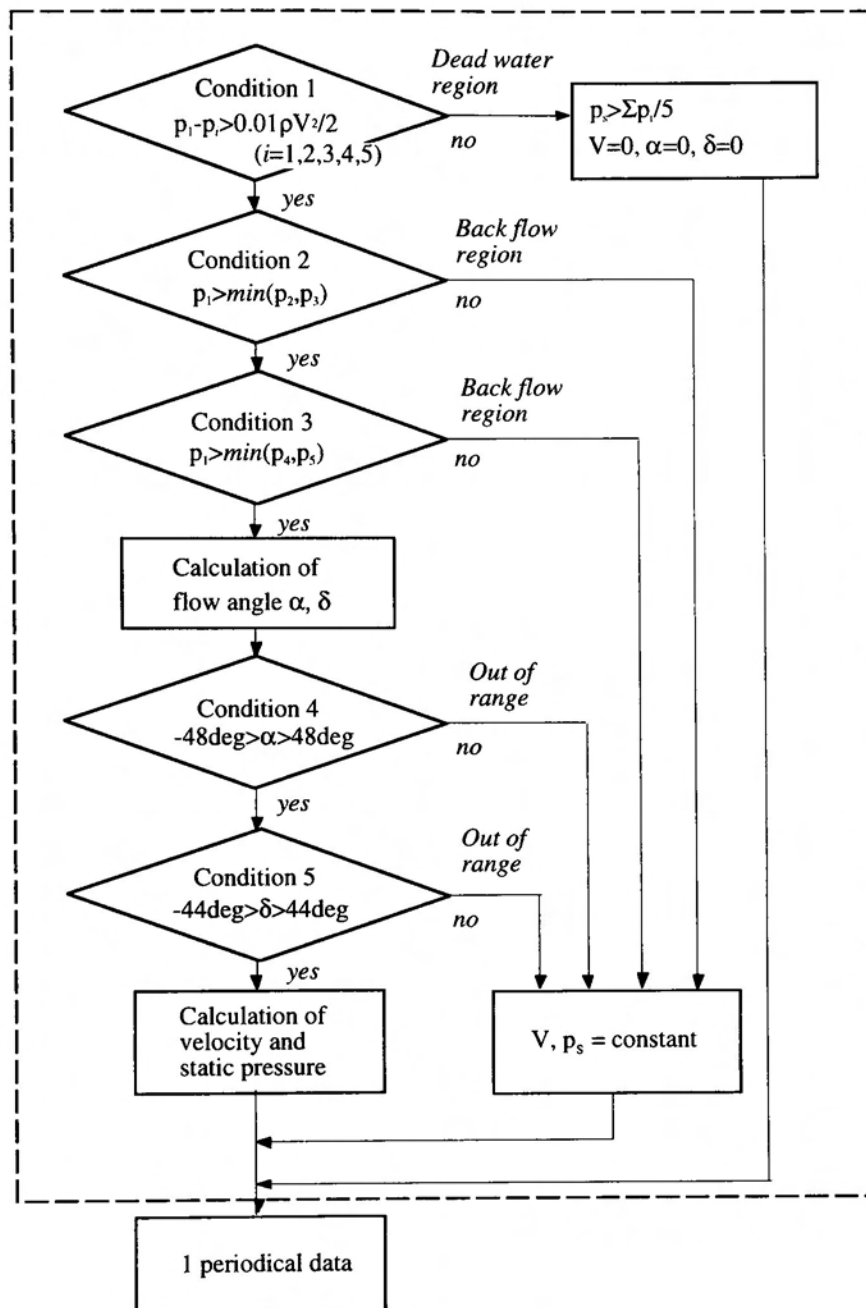 Condition 1
p₁-pᵢ>0.01ρV²/2
(i=1,2,3,4,5)
Dead water
region
no
pₛ>Σpᵢ/5
V=0, α=0, δ=0
yes
Condition 2
p₁>min(p₂,p₃)
Back flow
region
no
yes
Condition 3
p₁>min(p₄,p₅)
Back flow
region
no
yes
Calculation of
flow angle α, δ
Condition 4
-48deg>α>48deg
Out of
range
no
yes
Condition 5
-44deg>δ>44deg
Out of
range
no
yes
Calculation of
velocity and
static pressure
V, pₛ = constant
1 periodical data